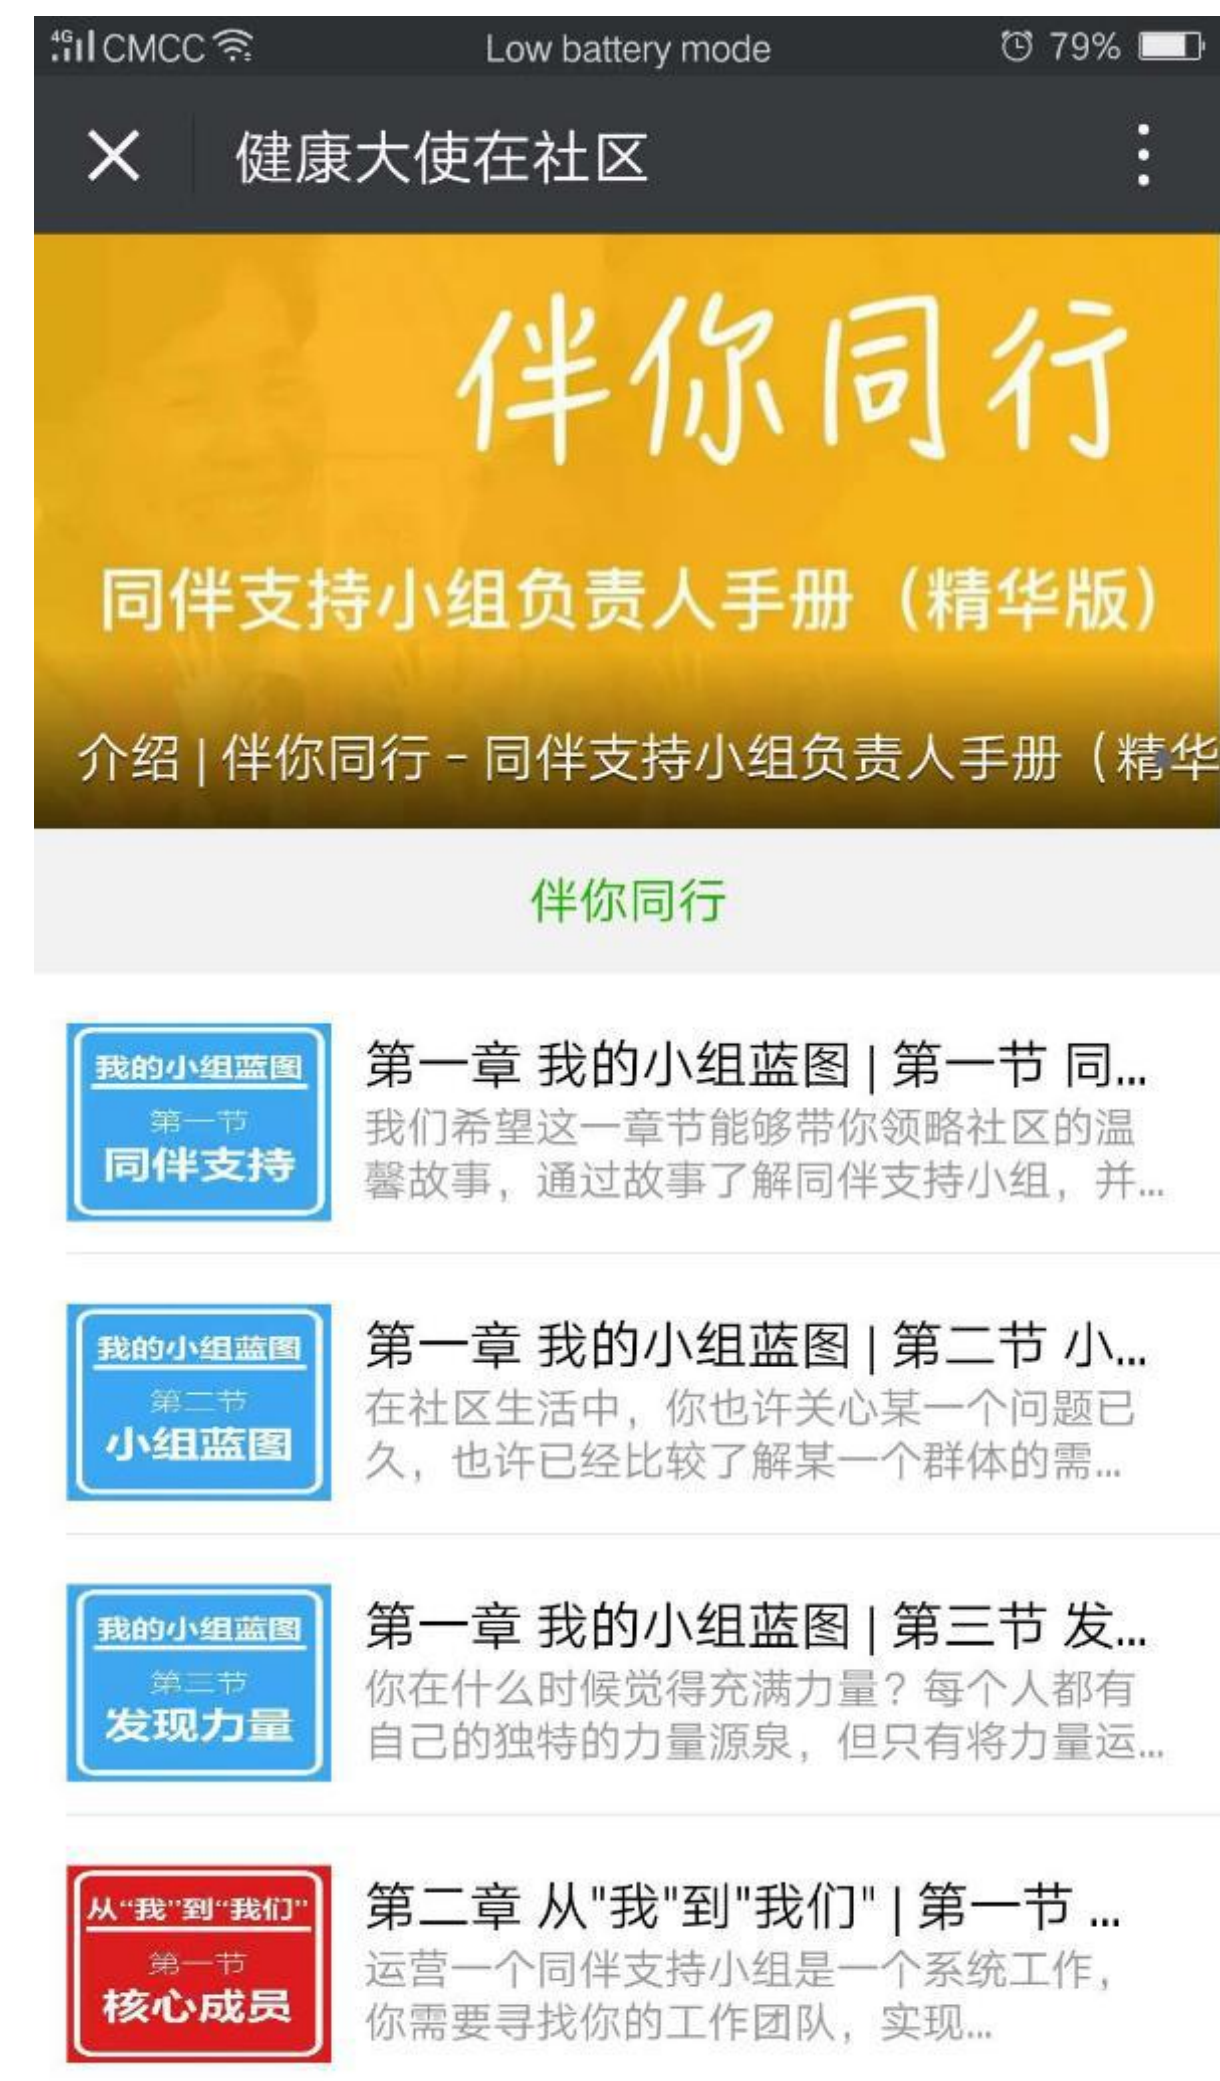 4G CMCC Low battery mode 79%
健康大使在社区
伴你同行
同伴支持小组负责人手册（精华版）
介绍 | 伴你同行 - 同伴支持小组负责人手册（精华
伴你同行
我的小组蓝图
第一节
同伴支持
第一章 我的小组蓝图 | 第一节 同...
我们希望这一章节能够带你领略社区的温
馨故事，通过故事了解同伴支持小组，并...
我的小组蓝图
第二节
小组蓝图
第一章 我的小组蓝图 | 第二节 小...
在社区生活中，你也许关心某一个问题已
久，也许已经比较了解某一个群体的需...
我的小组蓝图
第三节
发现力量
第一章 我的小组蓝图 | 第三节 发...
你在什么时候觉得充满力量？每个人都有
自己的独特的力量源泉，但只有将力量运...
从“我”到“我们”
第一节
核心成员
第二章 从"我"到"我们" | 第一节 ...
运营一个同伴支持小组是一个系统工作，
你需要寻找你的工作团队，实现...